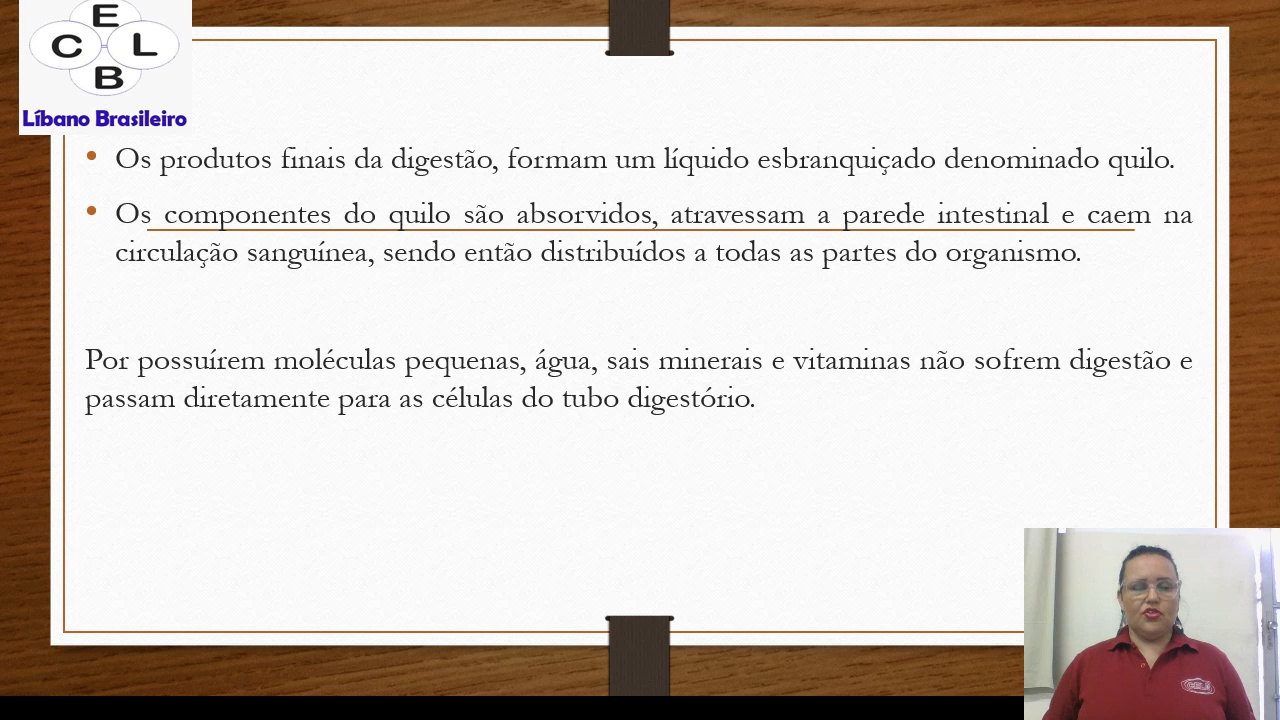 E
C L
B
Líbano Brasileiro
• Os produtos finais da digestão, formam um líquido esbranquiçado denominado quilo.
• Os componentes do quilo são absorvidos, atravessam a parede intestinal e caem na
circulação sanguínea, sendo então distribuídos a todas as partes do organismo.
Por possuírem moléculas pequenas, água, sais minerais e vitaminas não sofrem digestão e
passam diretamente para as células do tubo digestório.